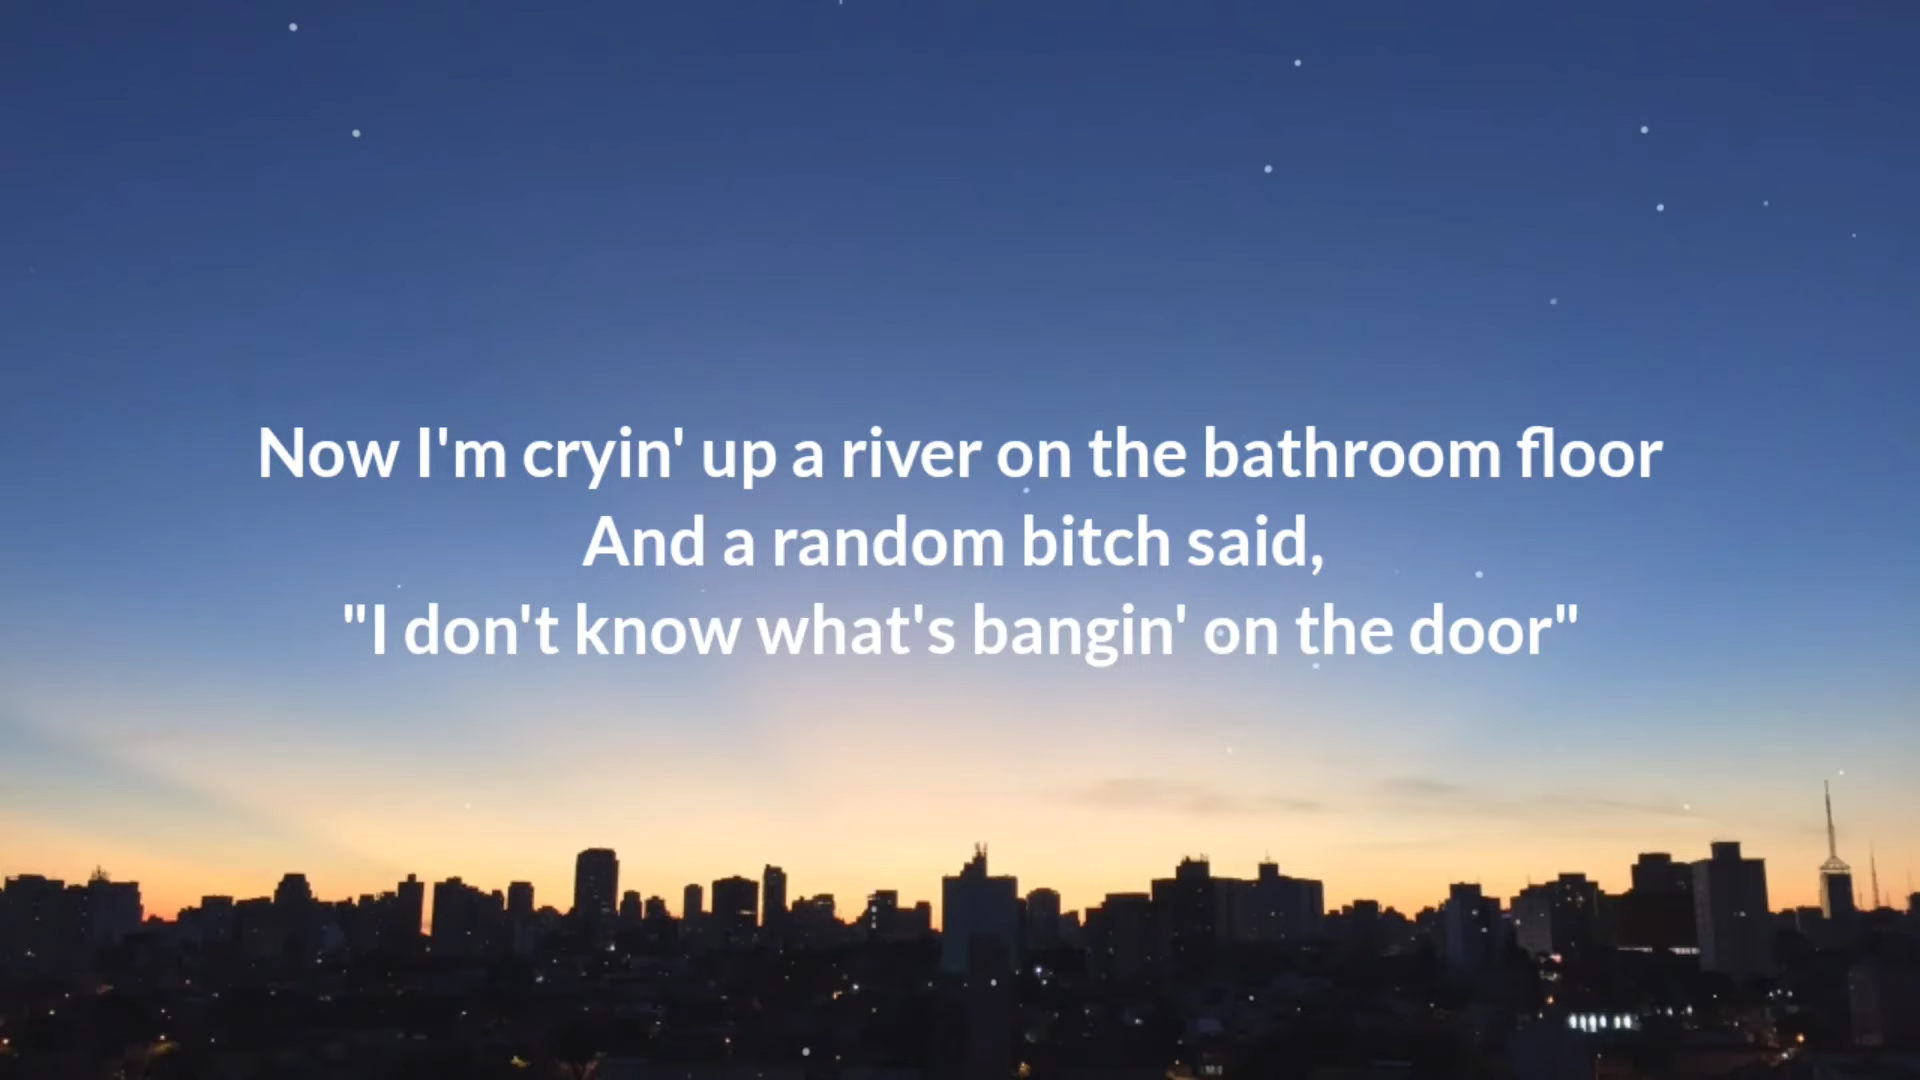 Now I'm cryin' up a river on the bathroom floor
And a random bitch said,
"I don't know what's bangin' on the door"